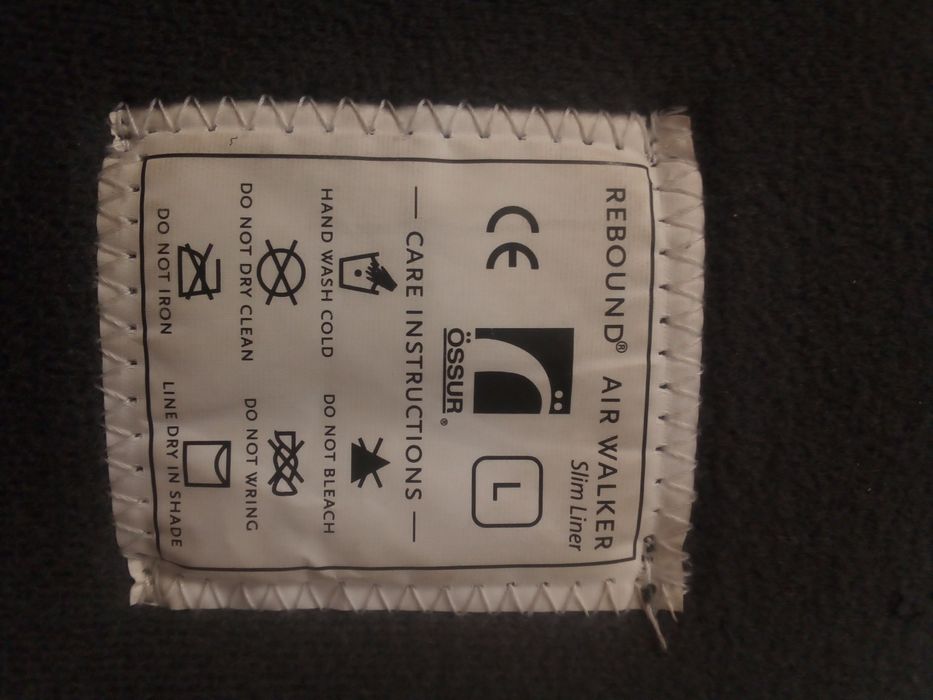 REBOUND® AIR WALKER
Slim Liner
CE
ÖSSUR®
L
— CARE INSTRUCTIONS —
HAND WASH COLD
DO NOT BLEACH
DO NOT DRY CLEAN
DO NOT WRING
DO NOT IRON
LINE DRY IN SHADE